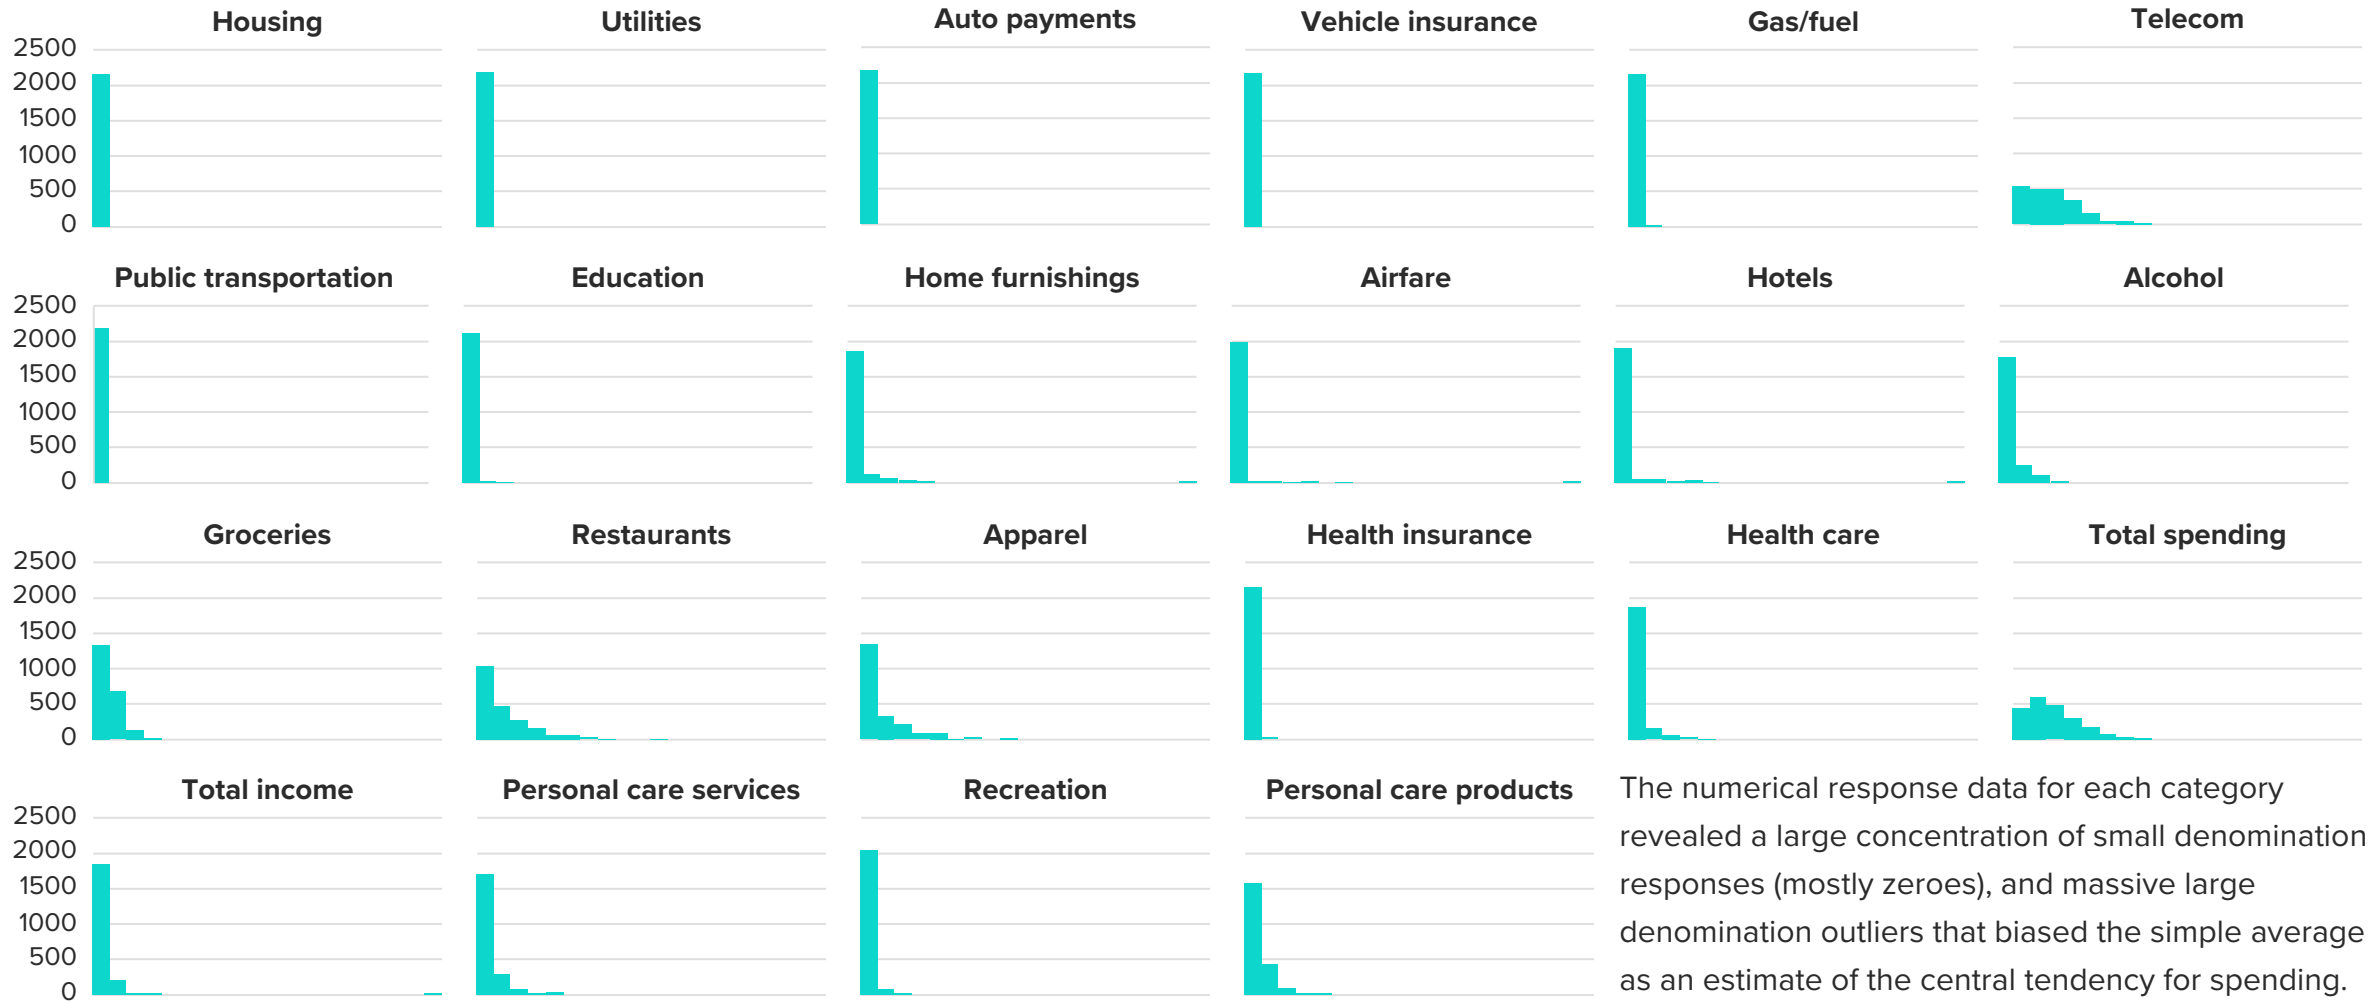 Housing
Utilities
Auto payments
Vehicle insurance
Gas/fuel
Telecom
2500
2000
1500
1000
500
0
Public transportation
Education
Home furnishings
Airfare
Hotels
Alcohol
2500
2000
1500
1000
500
0
Groceries
Restaurants
Apparel
Health insurance
Health care
Total spending
2500
2000
1500
1000
500
0
Total income
Personal care services
Recreation
Personal care products
2500
2000
1500
1000
500
0
The numerical response data for each category
revealed a large concentration of small denomination
responses (mostly zeroes), and massive large
denomination outliers that biased the simple average
as an estimate of the central tendency for spending.